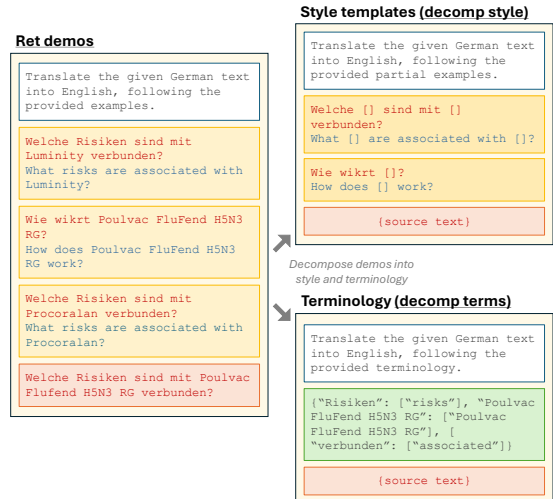 Ret demos
Translate the given German text
into English, following the
provided examples.
Welche Risiken sind mit
Luminity verbunden?
What risks are associated with
Luminity?
Wie wikrt Poulvac FluFend H5N3
RG?
How does Poulvac FluFend H5N3
RG work?
Welche Risiken sind mit
Procoralan verbunden?
What risks are associated with
Procoralan?
Welche Risiken sind mit Poulvac
Flufend H5N3 RG verbunden?
Decompose demos into
style and terminology
Style templates (decomp style)
Translate the given German text
into English, following the
provided partial examples.
Welche [] sind mit []
verbunden?
What [] are associated with []?
Wie wikrt []?
How does [] work?
{source text}
Terminology (decomp terms)
Translate the given German text
into English, following the
provided terminology.
{“Risiken”: [“risks”], “Poulvac
FluFend H5N3 RG”: [“Poulvac
FluFend H5N3 RG”], [
“verbunden”: [“associated”]}
{source text}